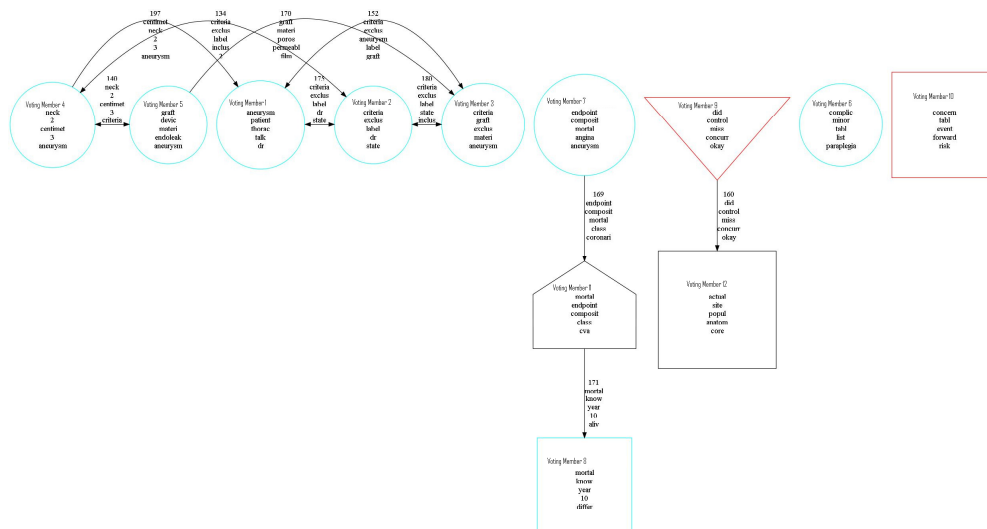 197
centimet
neck
2
3
aneurysm
134
criteria
exclus
label
inclus
2
170
graft
materi
poros
permeabl
film
152
criteria
exclus
aneurysm
label
graft
Voting Member 4
neck
2
centimet
3
aneurysm
140
neck
2
centimet
3
criteria
Voting Member 5
graft
devic
materi
endoleak
aneurysm
Voting Member 1
aneurysm
patient
thorac
talk
dr
175
criteria
exclus
label
dr
state
Voting Member 2
criteria
exclus
label
dr
state
180
criteria
exclus
label
state
inclus
Voting Member 3
criteria
graft
exclus
materi
aneurysm
Voting Member 7
endpoint
composit
mortal
angina
aneurysm
Voting Member 9
did
control
miss
concurr
okay
Voting Member 6
complic
minor
tabl
list
paraplegia
Voting Member 10
concern
tabl
event
forward
risk
169
endpoint
composit
mortal
class
coronari
160
did
control
miss
concurr
okay
Voting Member 11
mortal
endpoint
composit
class
cva
Voting Member 12
actual
site
popul
anatom
core
171
mortal
know
year
10
aliv
Voting Member 8
mortal
know
year
10
differ